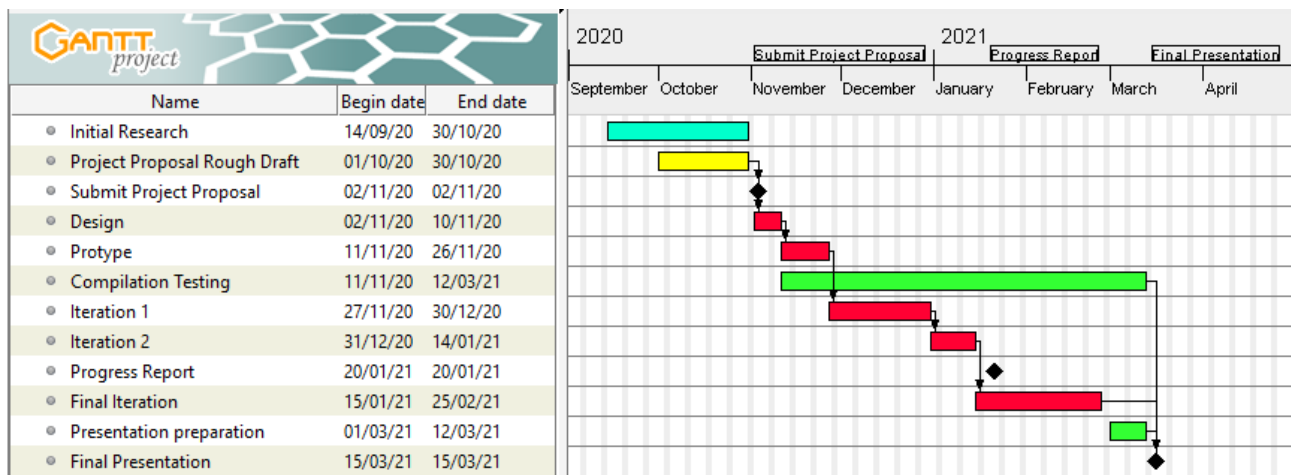 GANTT
project
2020 2021
Submit Project Proposal Progress Report Final Presentation
September October November December January February March April
Name Begin date End date
Initial Research 14/09/20 30/10/20
Project Proposal Rough Draft 01/10/20 30/10/20
Submit Project Proposal 02/11/20 02/11/20
Design 02/11/20 10/11/20
Protype 11/11/20 26/11/20
Compilation Testing 11/11/20 12/03/21
Iteration 1 27/11/20 30/12/20
Iteration 2 31/12/20 14/01/21
Progress Report 20/01/21 20/01/21
Final Iteration 15/01/21 25/02/21
Presentation preparation 01/03/21 12/03/21
Final Presentation 15/03/21 15/03/21